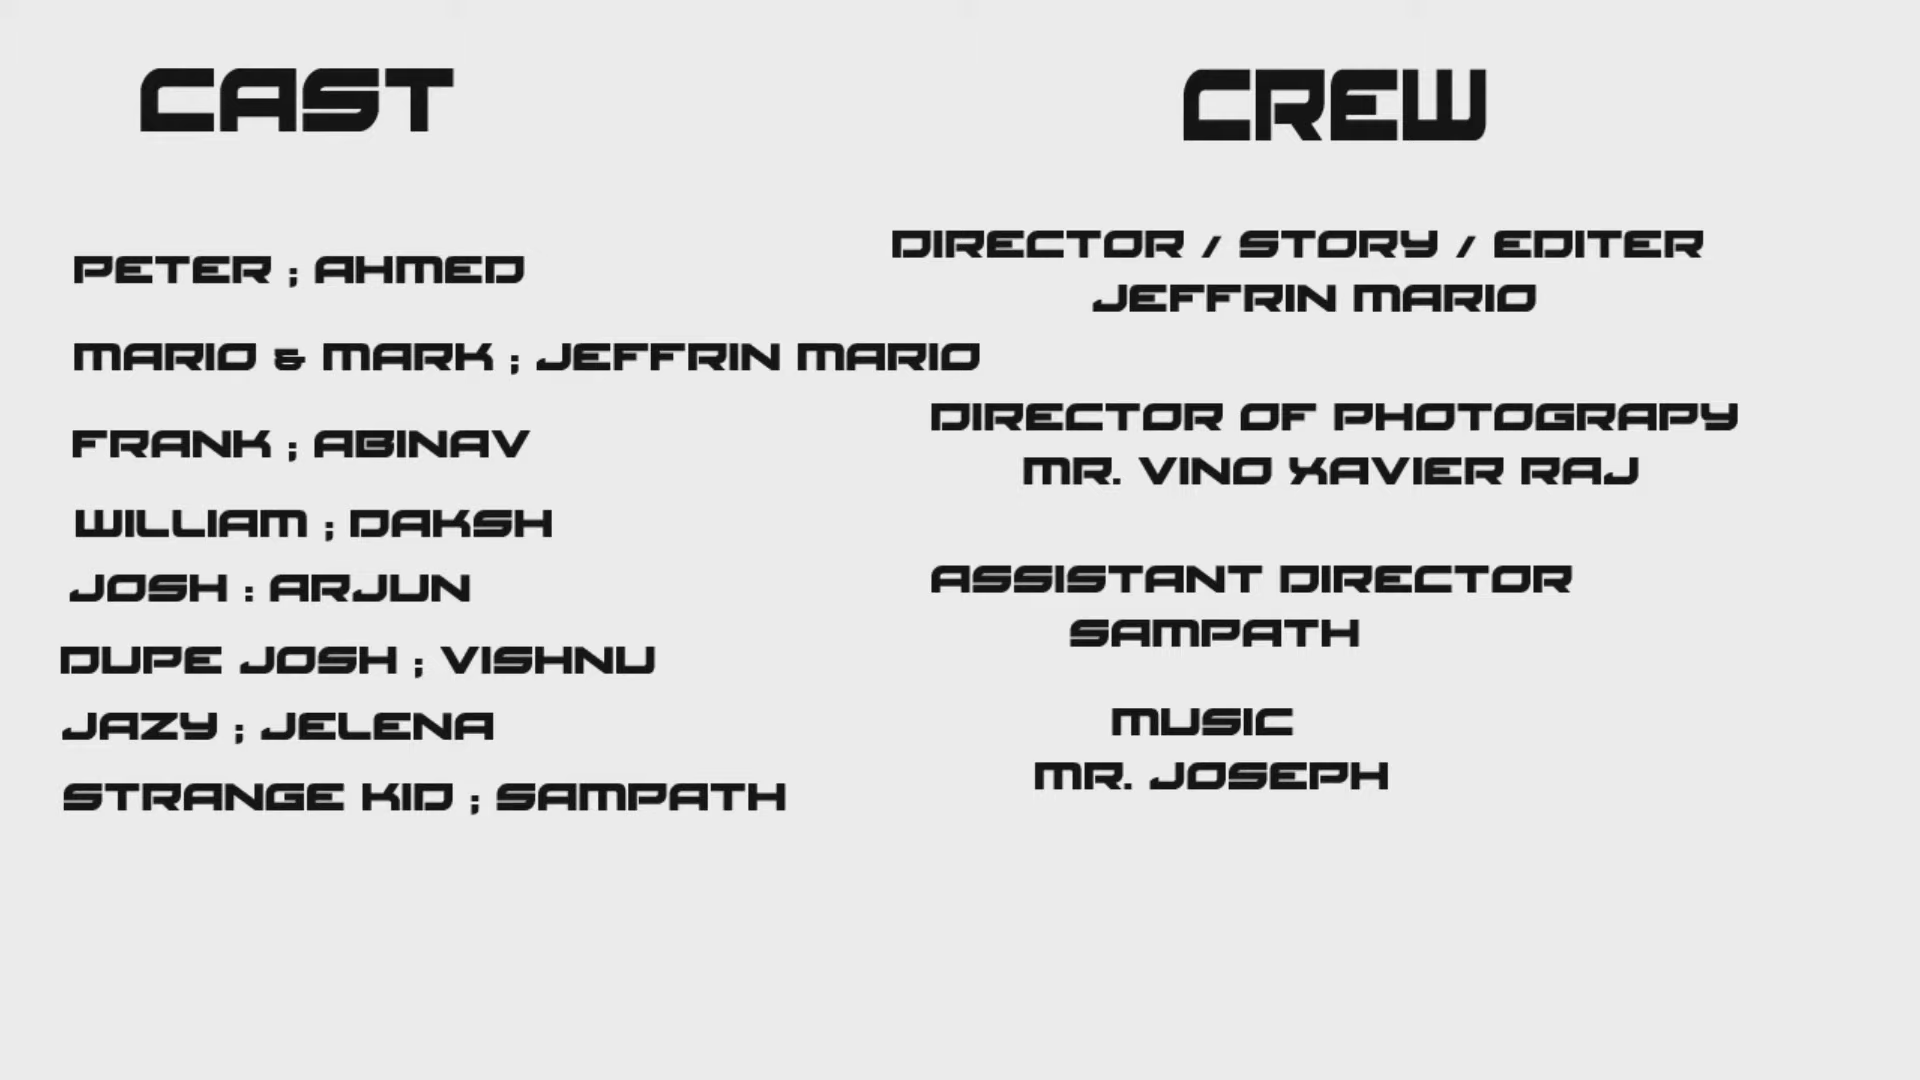 CAST
PETER ; AHMED
MARIO & MARK ; JEFFRIN MARIO
FRANK ; ABINAV
WILLIAM ; DAKSH
JOSH : ARJUN
DUPE JOSH ; VISHNU
JAZY ; JELENA
STRANGE KID ; SAMPATH
CREW
DIRECTOR / STORY / EDITER
JEFFRIN MARIO
DIRECTOR OF PHOTOGRAPY
MR. VINO XAVIER RAJ
ASSISTANT DIRECTOR
SAMPATH
MUSIC
MR. JOSEPH